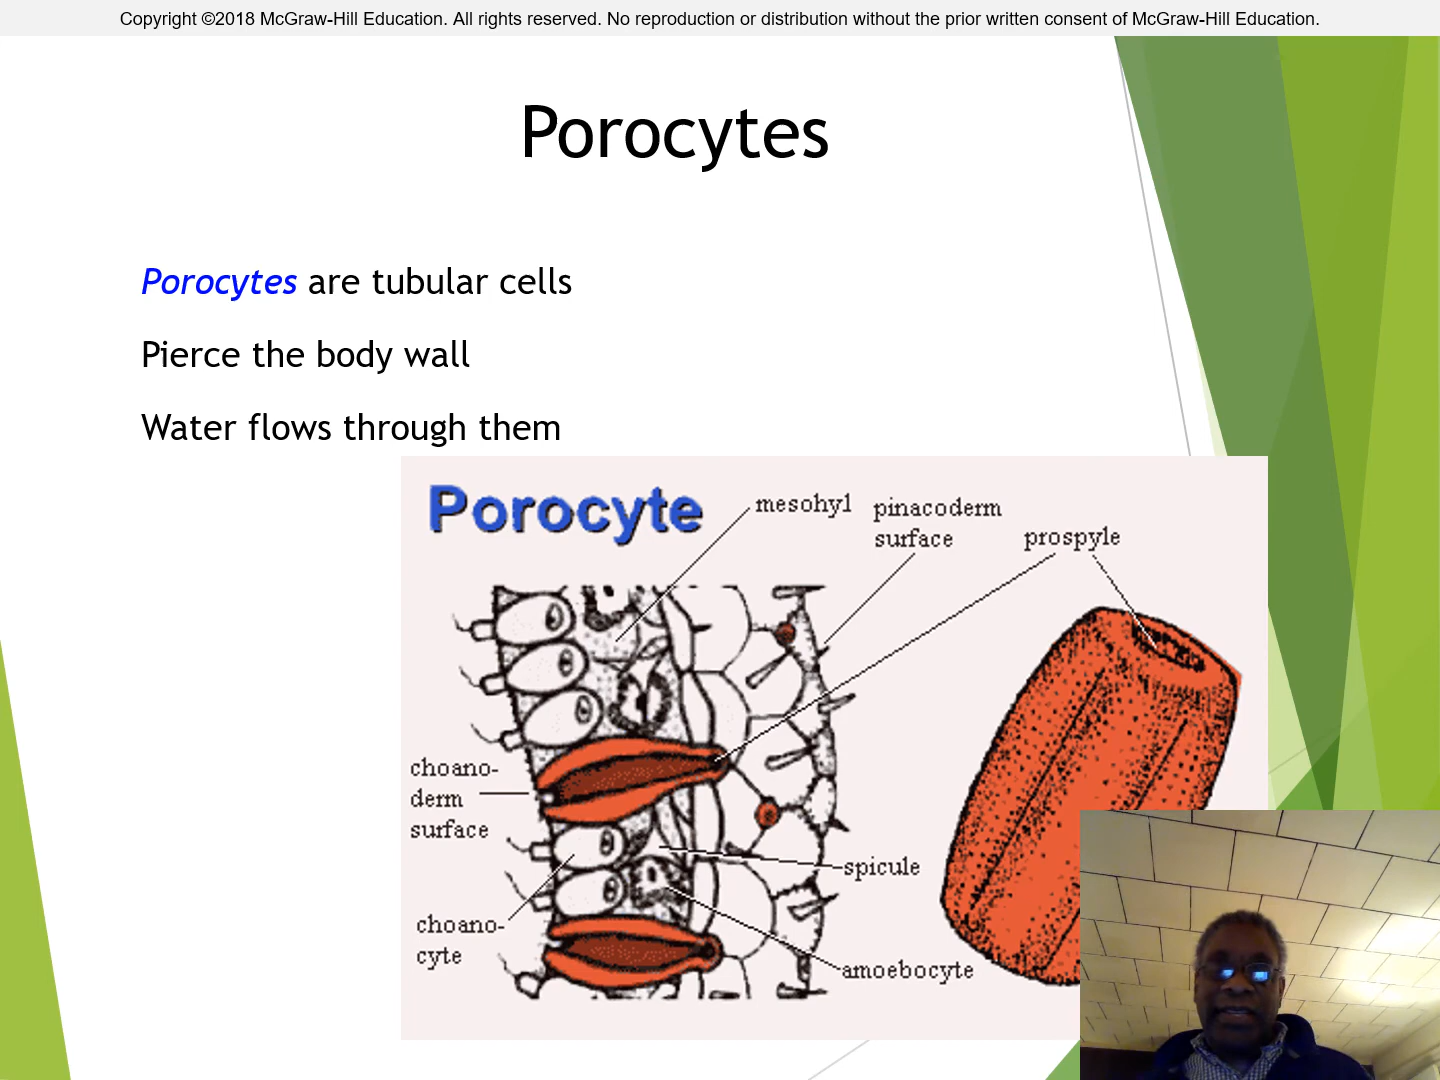 Copyright ©2018 McGraw-Hill Education. All rights reserved. No reproduction or distribution without the prior written consent of McGraw-Hill Education.
Porocytes
Porocytes are tubular cells
Pierce the body wall
Water flows through them
Porocyte
mesohyl
pinacoderm
surface
prospyle
choano-
derm
surface
spicule
choano-
cyte
amoebocyte